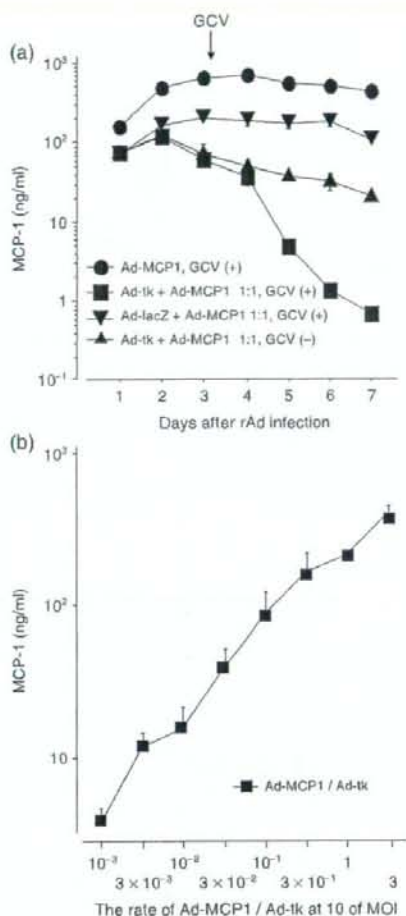 GCV
(a)
10³
10²
10
1
10⁻¹
MCP-1 (ng/ml)
Ad-MCP1, GCV (+)
Ad-tk + Ad-MCP1 1:1, GCV (+)
Ad-lacZ + Ad-MCP1 1:1, GCV (+)
Ad-tk + Ad-MCP1 1:1, GCV (−)
1 2 3 4 5 6 7
Days after rAd infection
(b)
10³
10²
10
MCP-1 (ng/ml)
Ad-MCP1 / Ad-tk
10⁻³ 10⁻² 10⁻¹ 1
3 × 10⁻³ 3 × 10⁻² 3 × 10⁻¹ 3
The rate of Ad-MCP1 / Ad-tk at 10 of MOI